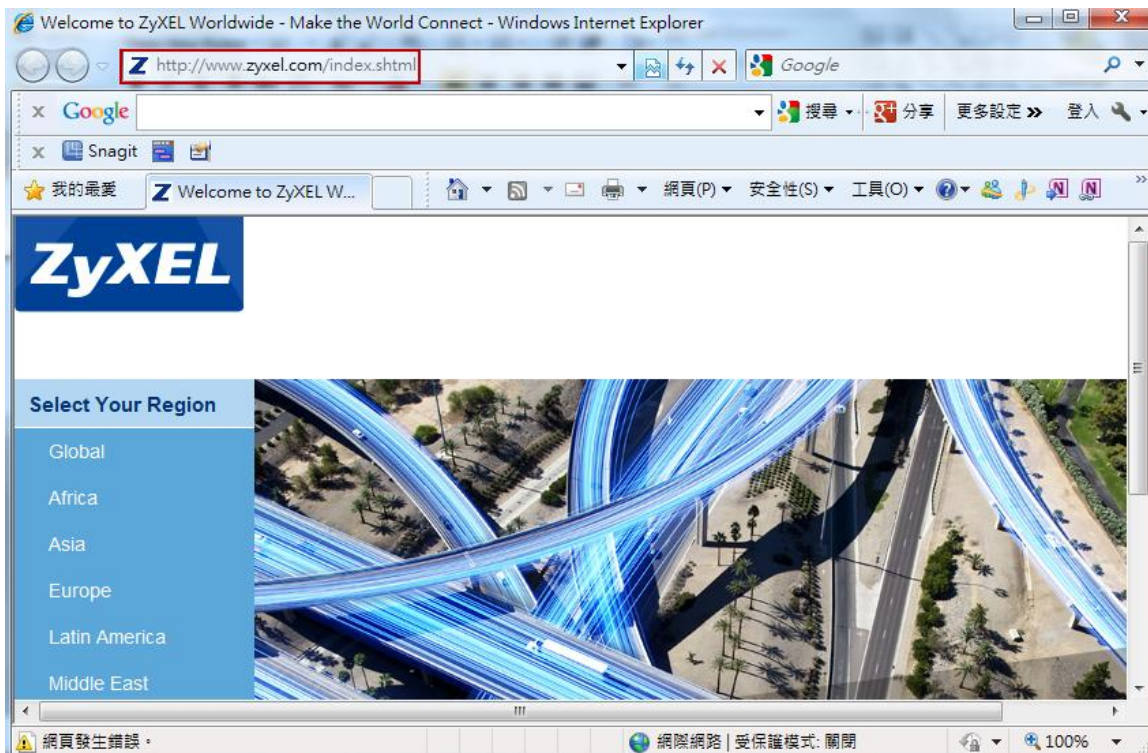 Welcome to ZyXEL Worldwide - Make the World Connect - Windows Internet Explorer
http://www.zyxel.com/index.shtml
Google
x Google
搜尋 分享 更多設定 » 登入
x Snagit
我的最愛 Welcome to ZyXEL W... 網頁(P) 安全性(S) 工具(O) »
ZyXEL
Select Your Region
Global
Africa
Asia
Europe
Latin America
Middle East
網頁發生錯誤。 網際網路 | 受保護模式: 關閉 100%